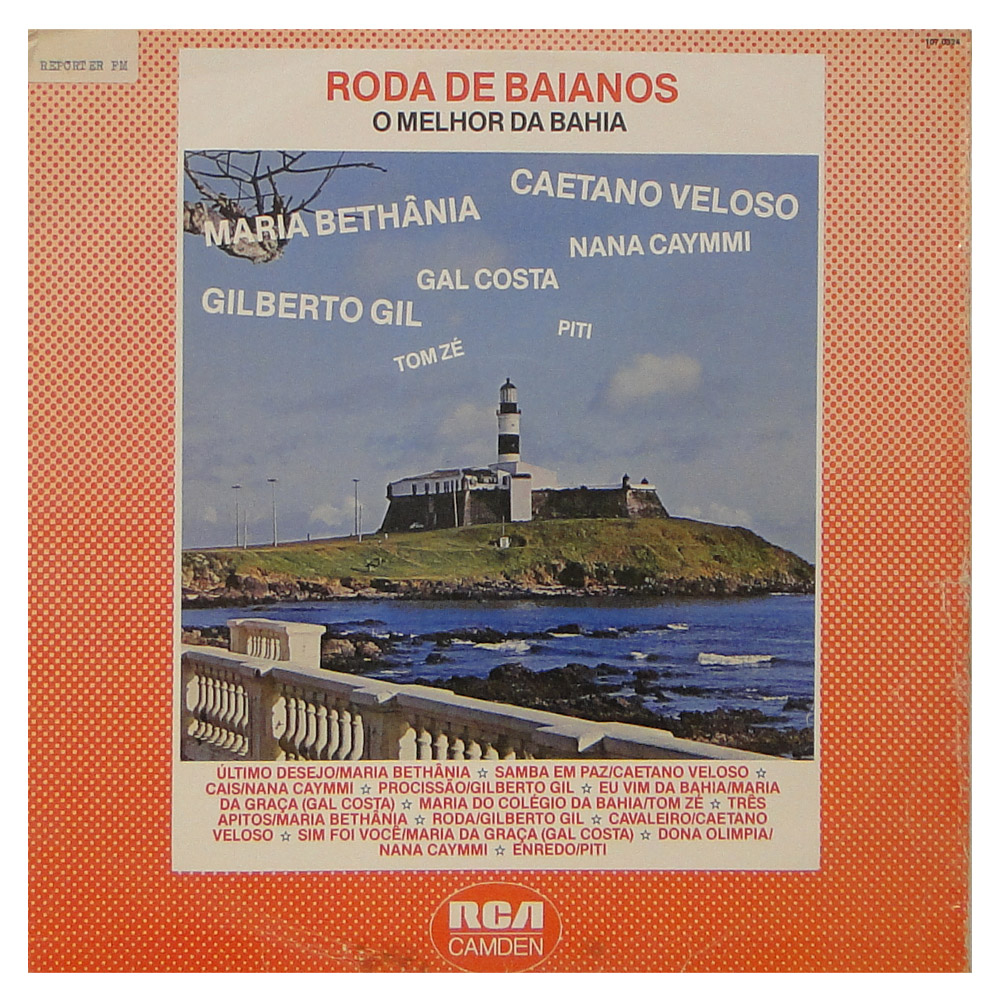 REPORTER FM
107.0324
RODA DE BAIANOS
O MELHOR DA BAHIA
CAETANO VELOSO
MARIA BETHÂNIA
NANA CAYMMI
GAL COSTA
GILBERTO GIL
PITI
TOM ZÉ
ÚLTIMO DESEJO/MARIA BETHÂNIA ☆ SAMBA EM PAZ/CAETANO VELOSO ☆
CAIS/NANA CAYMMI ☆ PROCISSÃO/GILBERTO GIL ☆ EU VIM DA BAHIA/MARIA
DA GRAÇA (GAL COSTA) ☆ MARIA DO COLÉGIO DA BAHIA/TOM ZÉ ☆ TRÊS
APITOS/MARIA BETHÂNIA ☆ RODA/GILBERTO GIL ☆ CAVALEIRO/CAETANO
VELOSO ☆ SIM FOI VOCÊ/MARIA DA GRAÇA (GAL COSTA) ☆ DONA OLIMPIA/
NANA CAYMMI ☆ ENREDO/PITI
RCA
CAMDEN